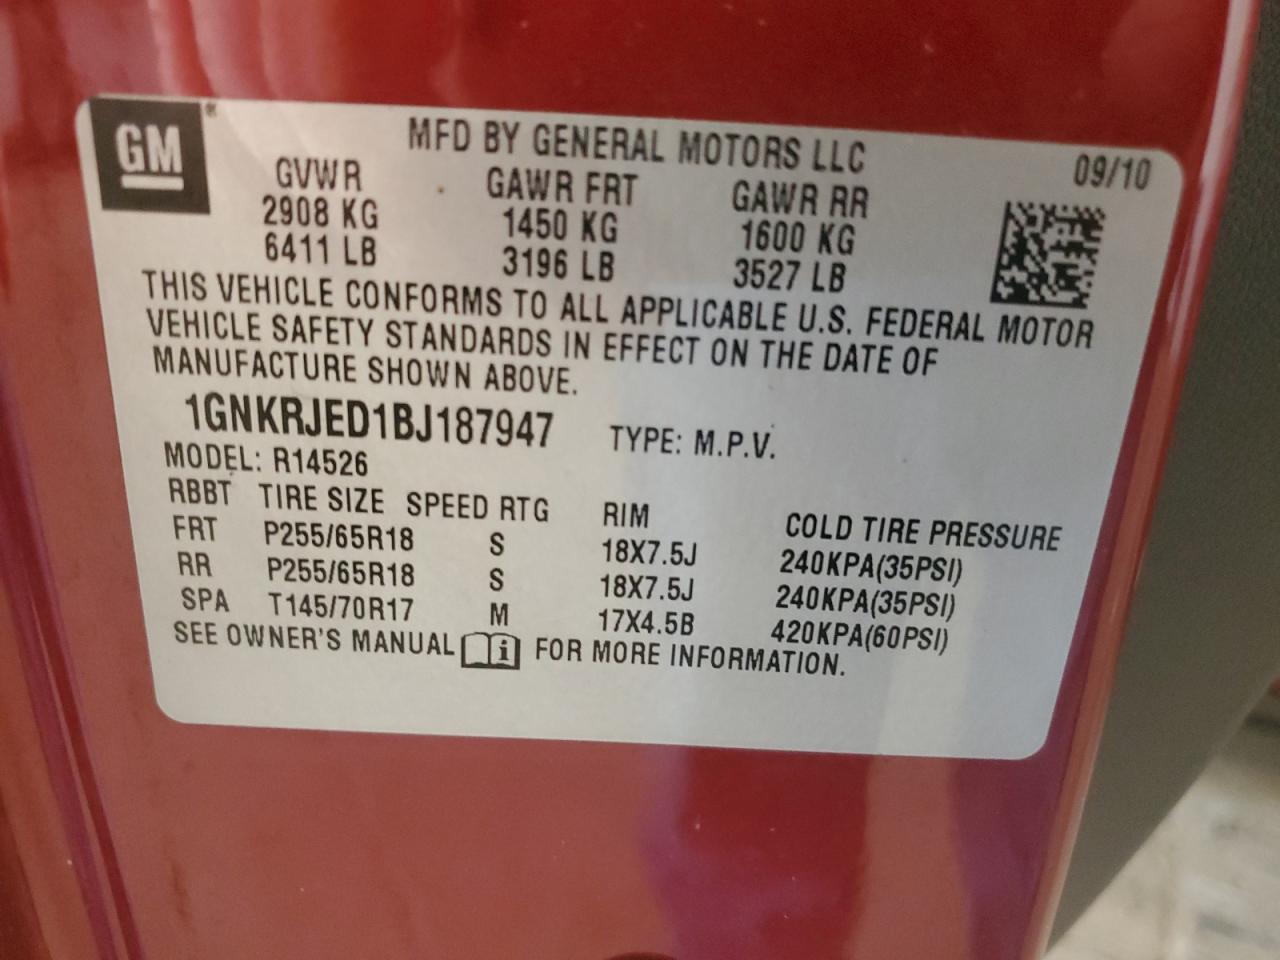 GM
MFD BY GENERAL MOTORS LLC 09/10
GVWR GAWR FRT GAWR RR
2908 KG 1450 KG 1600 KG
6411 LB 3196 LB 3527 LB
THIS VEHICLE CONFORMS TO ALL APPLICABLE U.S. FEDERAL MOTOR
VEHICLE SAFETY STANDARDS IN EFFECT ON THE DATE OF
MANUFACTURE SHOWN ABOVE.
1GNKRJED1BJ187947 TYPE: M.P.V.
MODEL: R14526
RBBT TIRE SIZE SPEED RTG RIM COLD TIRE PRESSURE
FRT P255/65R18 S 18X7.5J 240KPA(35PSI)
RR P255/65R18 S 18X7.5J 240KPA(35PSI)
SPA T145/70R17 M 17X4.5B 420KPA(60PSI)
SEE OWNER'S MANUAL i FOR MORE INFORMATION.